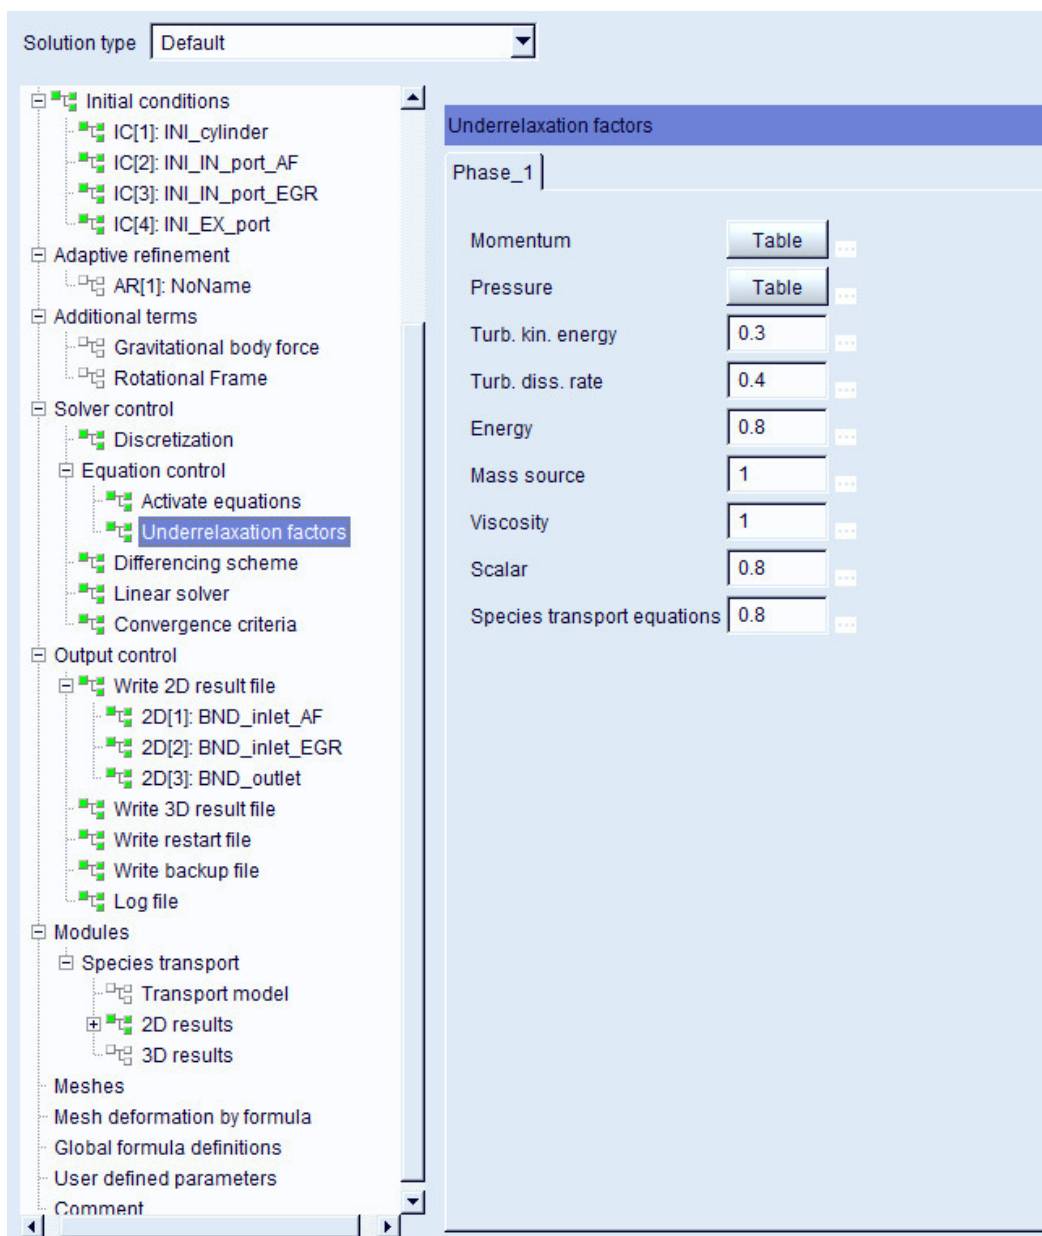 Solution type Default
Initial conditions
IC[1]: INI_cylinder
IC[2]: INI_IN_port_AF
IC[3]: INI_IN_port_EGR
IC[4]: INI_EX_port
Adaptive refinement
AR[1]: NoName
Additional terms
Gravitational body force
Rotational Frame
Solver control
Discretization
Equation control
Activate equations
Underrelaxation factors
Differencing scheme
Linear solver
Convergence criteria
Output control
Write 2D result file
2D[1]: BND_inlet_AF
2D[2]: BND_inlet_EGR
2D[3]: BND_outlet
Write 3D result file
Write restart file
Write backup file
Log file
Modules
Species transport
Transport model
2D results
3D results
Meshes
Mesh deformation by formula
Global formula definitions
User defined parameters
Comment
Underrelaxation factors
Phase_1
Momentum Table ...
Pressure Table ...
Turb. kin. energy 0.3 ...
Turb. diss. rate 0.4 ...
Energy 0.8 ...
Mass source 1 ...
Viscosity 1 ...
Scalar 0.8 ...
Species transport equations 0.8 ...